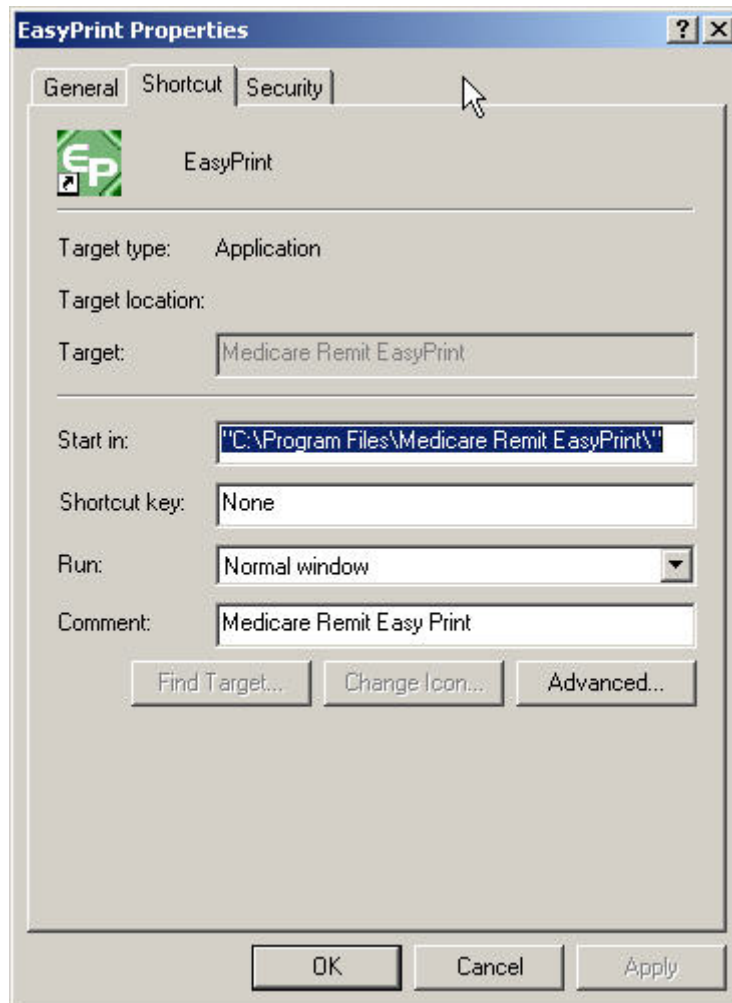 EasyPrint Properties
General Shortcut Security
EP
EasyPrint
Target type: Application
Target location:
Target: Medicare Remit EasyPrint
Start in: "C:\Program Files\Medicare Remit EasyPrint\"
Shortcut key: None
Run: Normal window
Comment: Medicare Remit Easy Print
Find Target... Change Icon... Advanced...
OK Cancel Apply